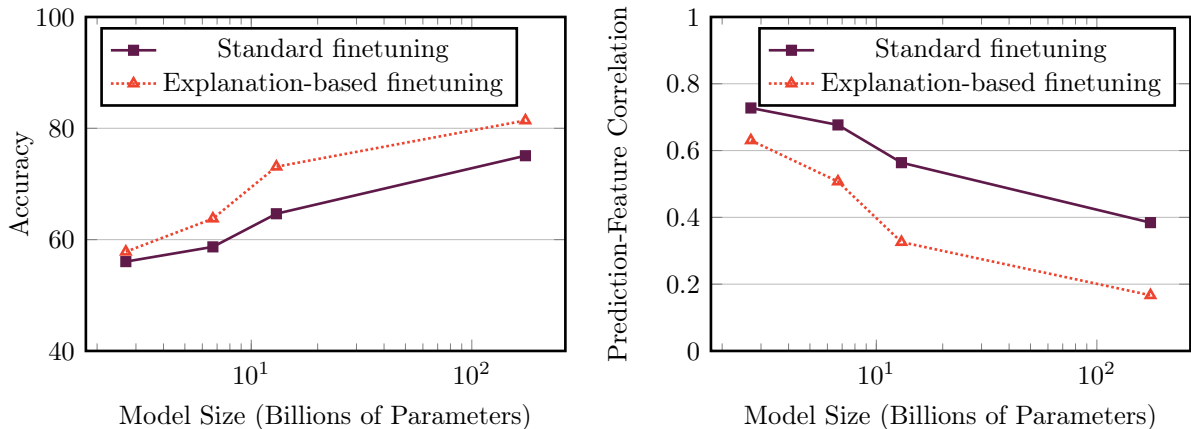 100
80
60
40
Accuracy
Standard finetuning
Explanation-based finetuning
10^1
10^2
Model Size (Billions of Parameters)
1
0.8
0.6
0.4
0.2
0
Prediction-Feature Correlation
Standard finetuning
Explanation-based finetuning
10^1
10^2
Model Size (Billions of Parameters)